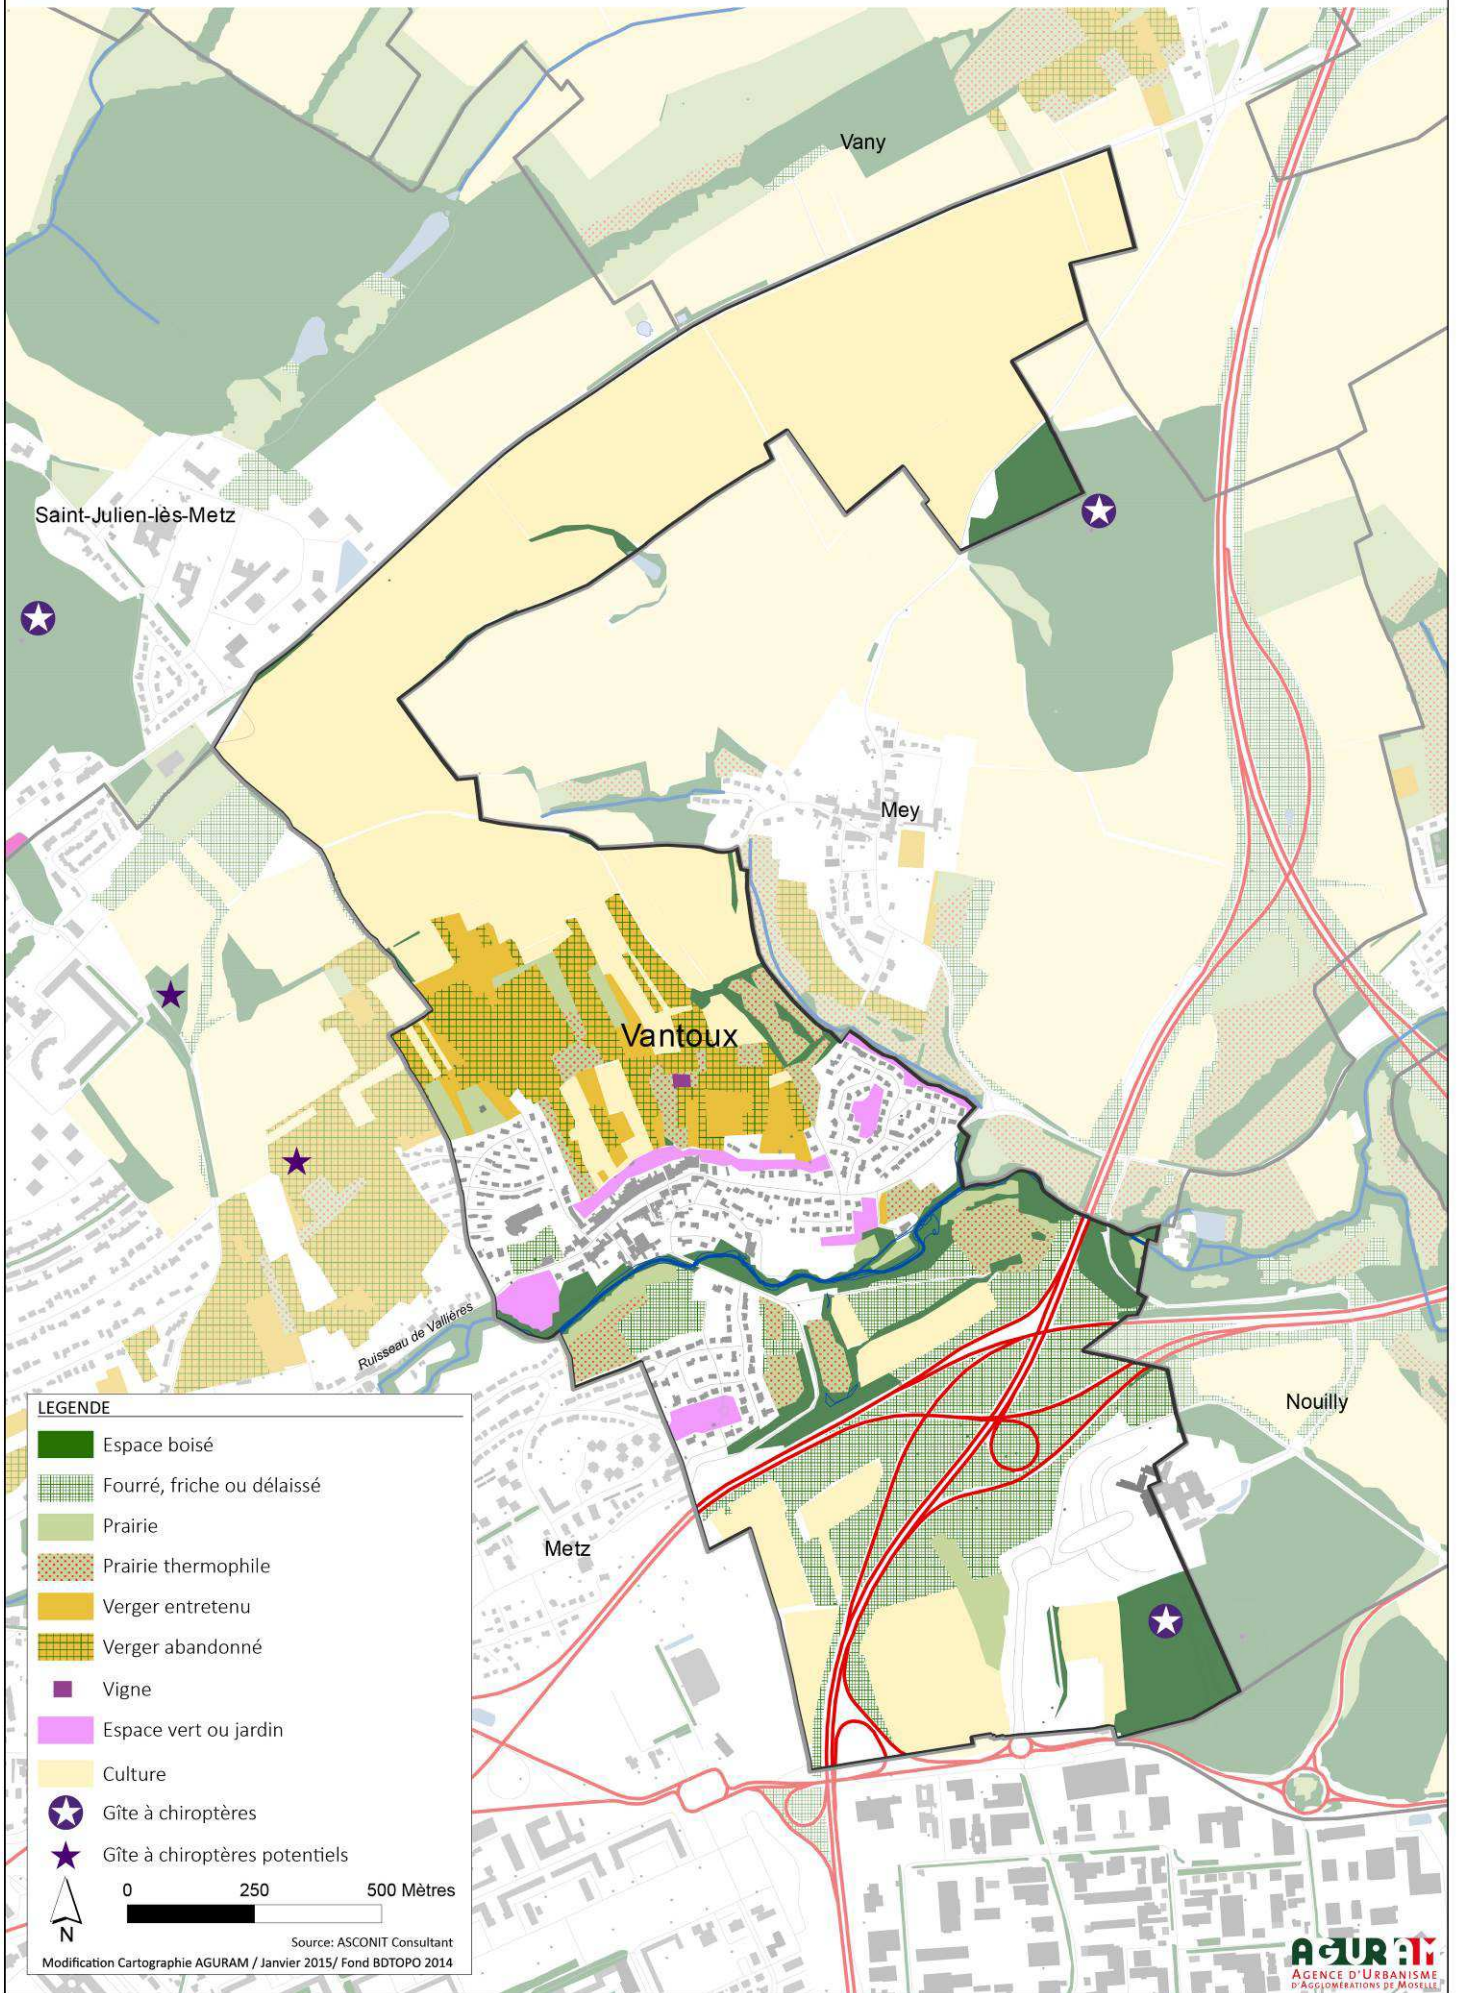 Vany
Saint-Julien-lès-Metz
Mey
Vantoux
Ruisseau de Vallières
Nouilly
Metz
LEGENDE
Espace boisé
Fourré, friche ou délaissé
Prairie
Prairie thermophile
Verger entretenu
Verger abandonné
Vigne
Espace vert ou jardin
Culture
Gîte à chiroptères
Gîte à chiroptères potentiels
0 250 500 Mètres
N
Source: ASCONIT Consultant
Modification Cartographie AGURAM / Janvier 2015/ Fond BDTOPO 2014
AGURAM
AGENCE D'URBANISME
D'AGGLOMÉRATIONS DE MOSELLE